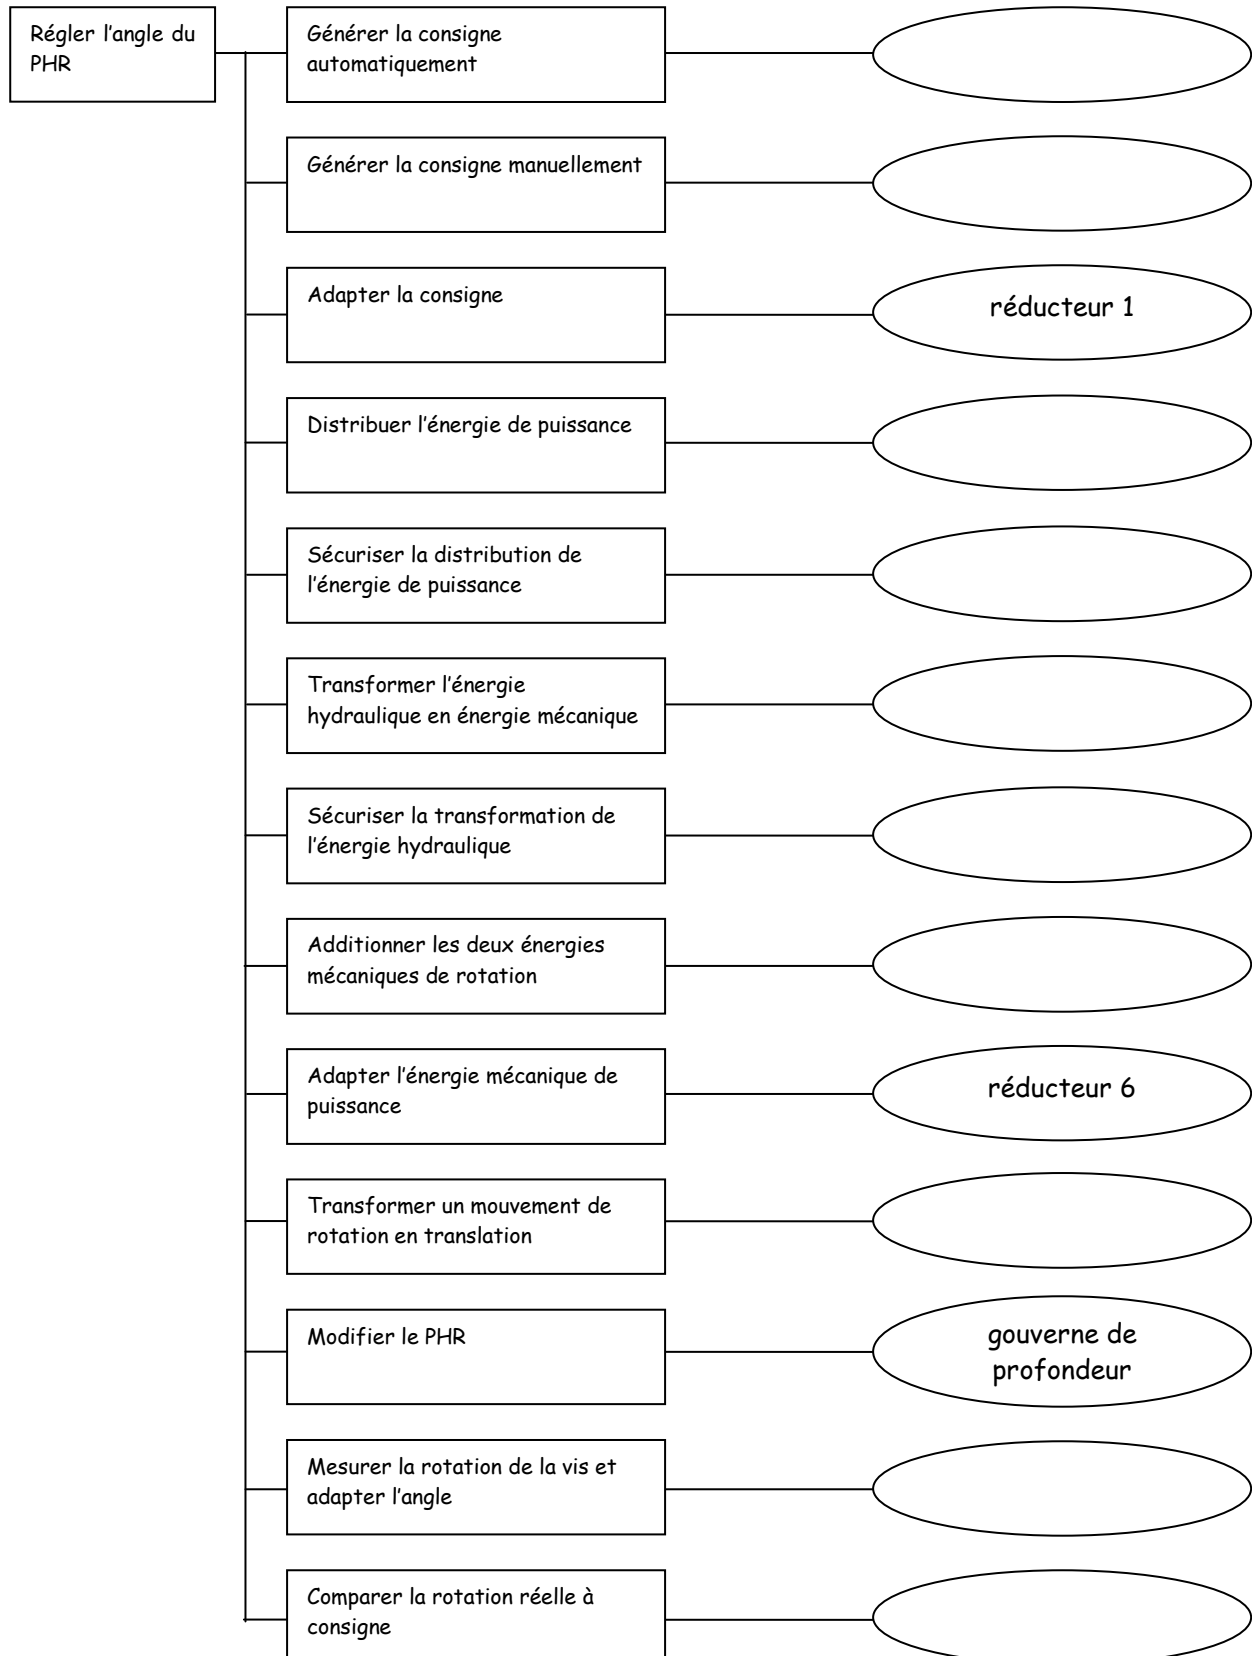 Régler l'angle du
PHR
Générer la consigne
automatiquement
Générer la consigne manuellement
Adapter la consigne
réducteur 1
Distribuer l'énergie de puissance
Sécuriser la distribution de
l'énergie de puissance
Transformer l'énergie
hydraulique en énergie mécanique
Sécuriser la transformation de
l'énergie hydraulique
Additionner les deux énergies
mécaniques de rotation
Adapter l'énergie mécanique de
puissance
réducteur 6
Transformer un mouvement de
rotation en translation
Modifier le PHR
gouverne de
profondeur
Mesurer la rotation de la vis et
adapter l'angle
Comparer la rotation réelle à
consigne